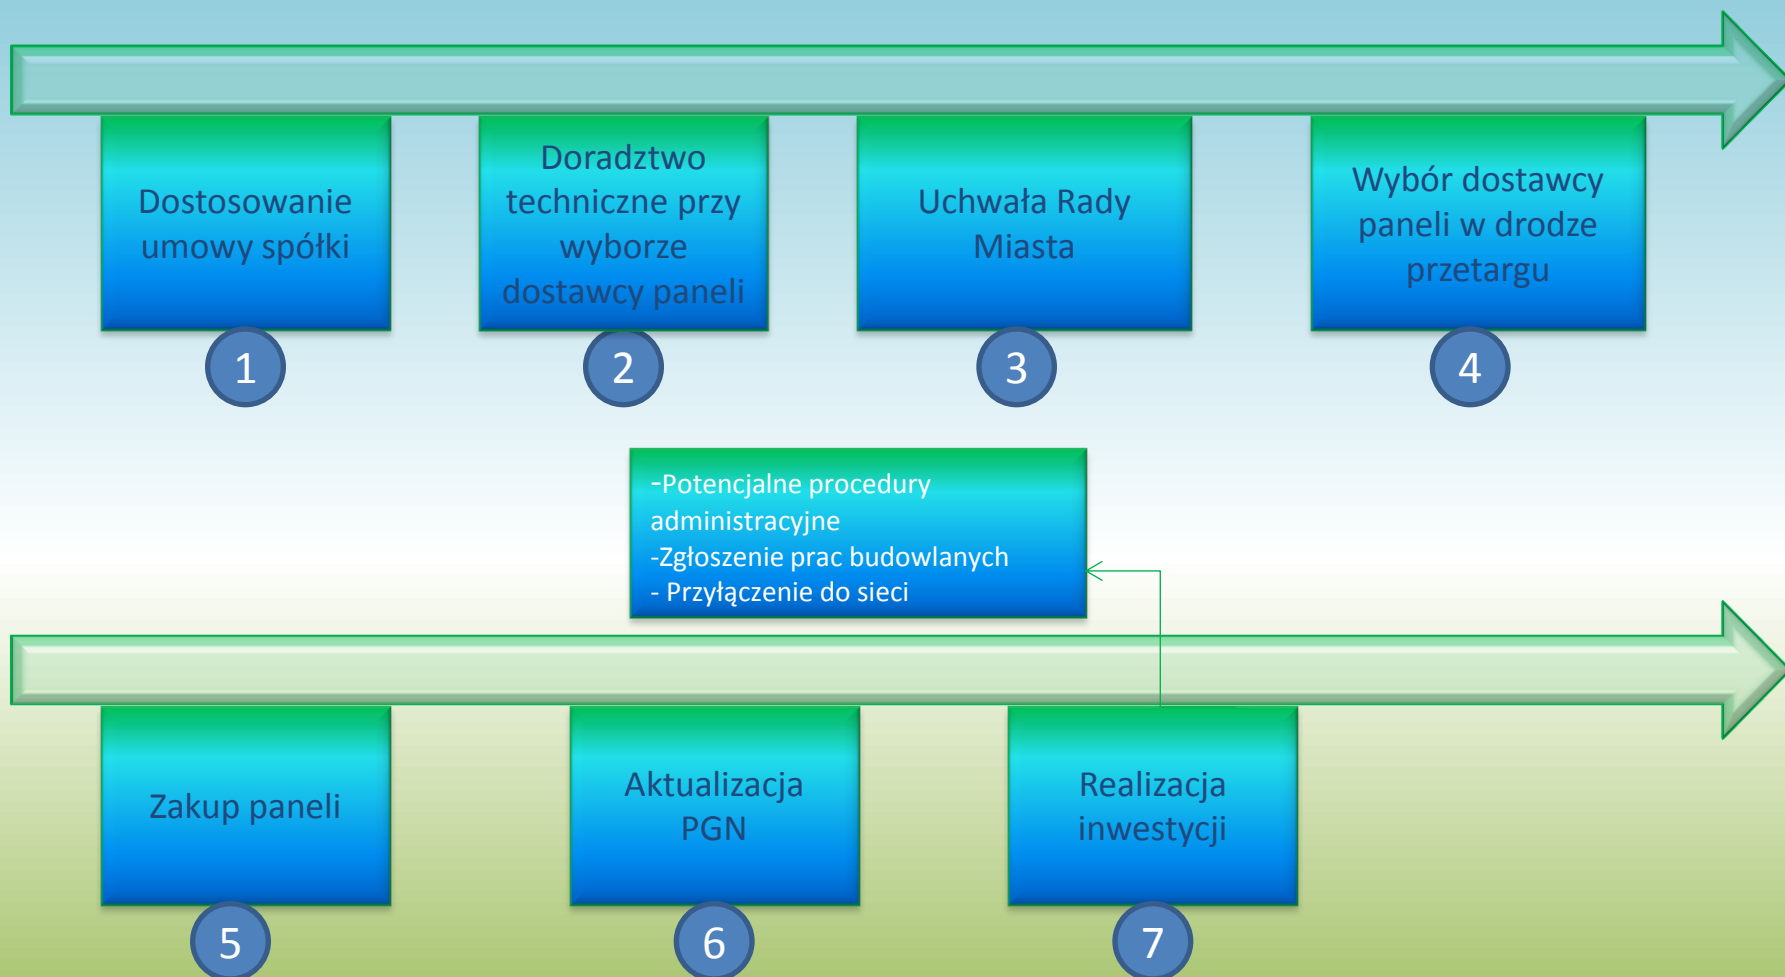 Dostosowanie
umowy spółki
1
Doradztwo
techniczne przy
wyborze
dostawcy paneli
2
Uchwała Rady
Miasta
3
Wybór dostawcy
paneli w drodze
przetargu
4
-Potencjalne procedury
administracyjne
-Zgłoszenie prac budowlanych
- Przyłączenie do sieci
Zakup paneli
5
Aktualizacja
PGN
6
Realizacja
inwestycji
7